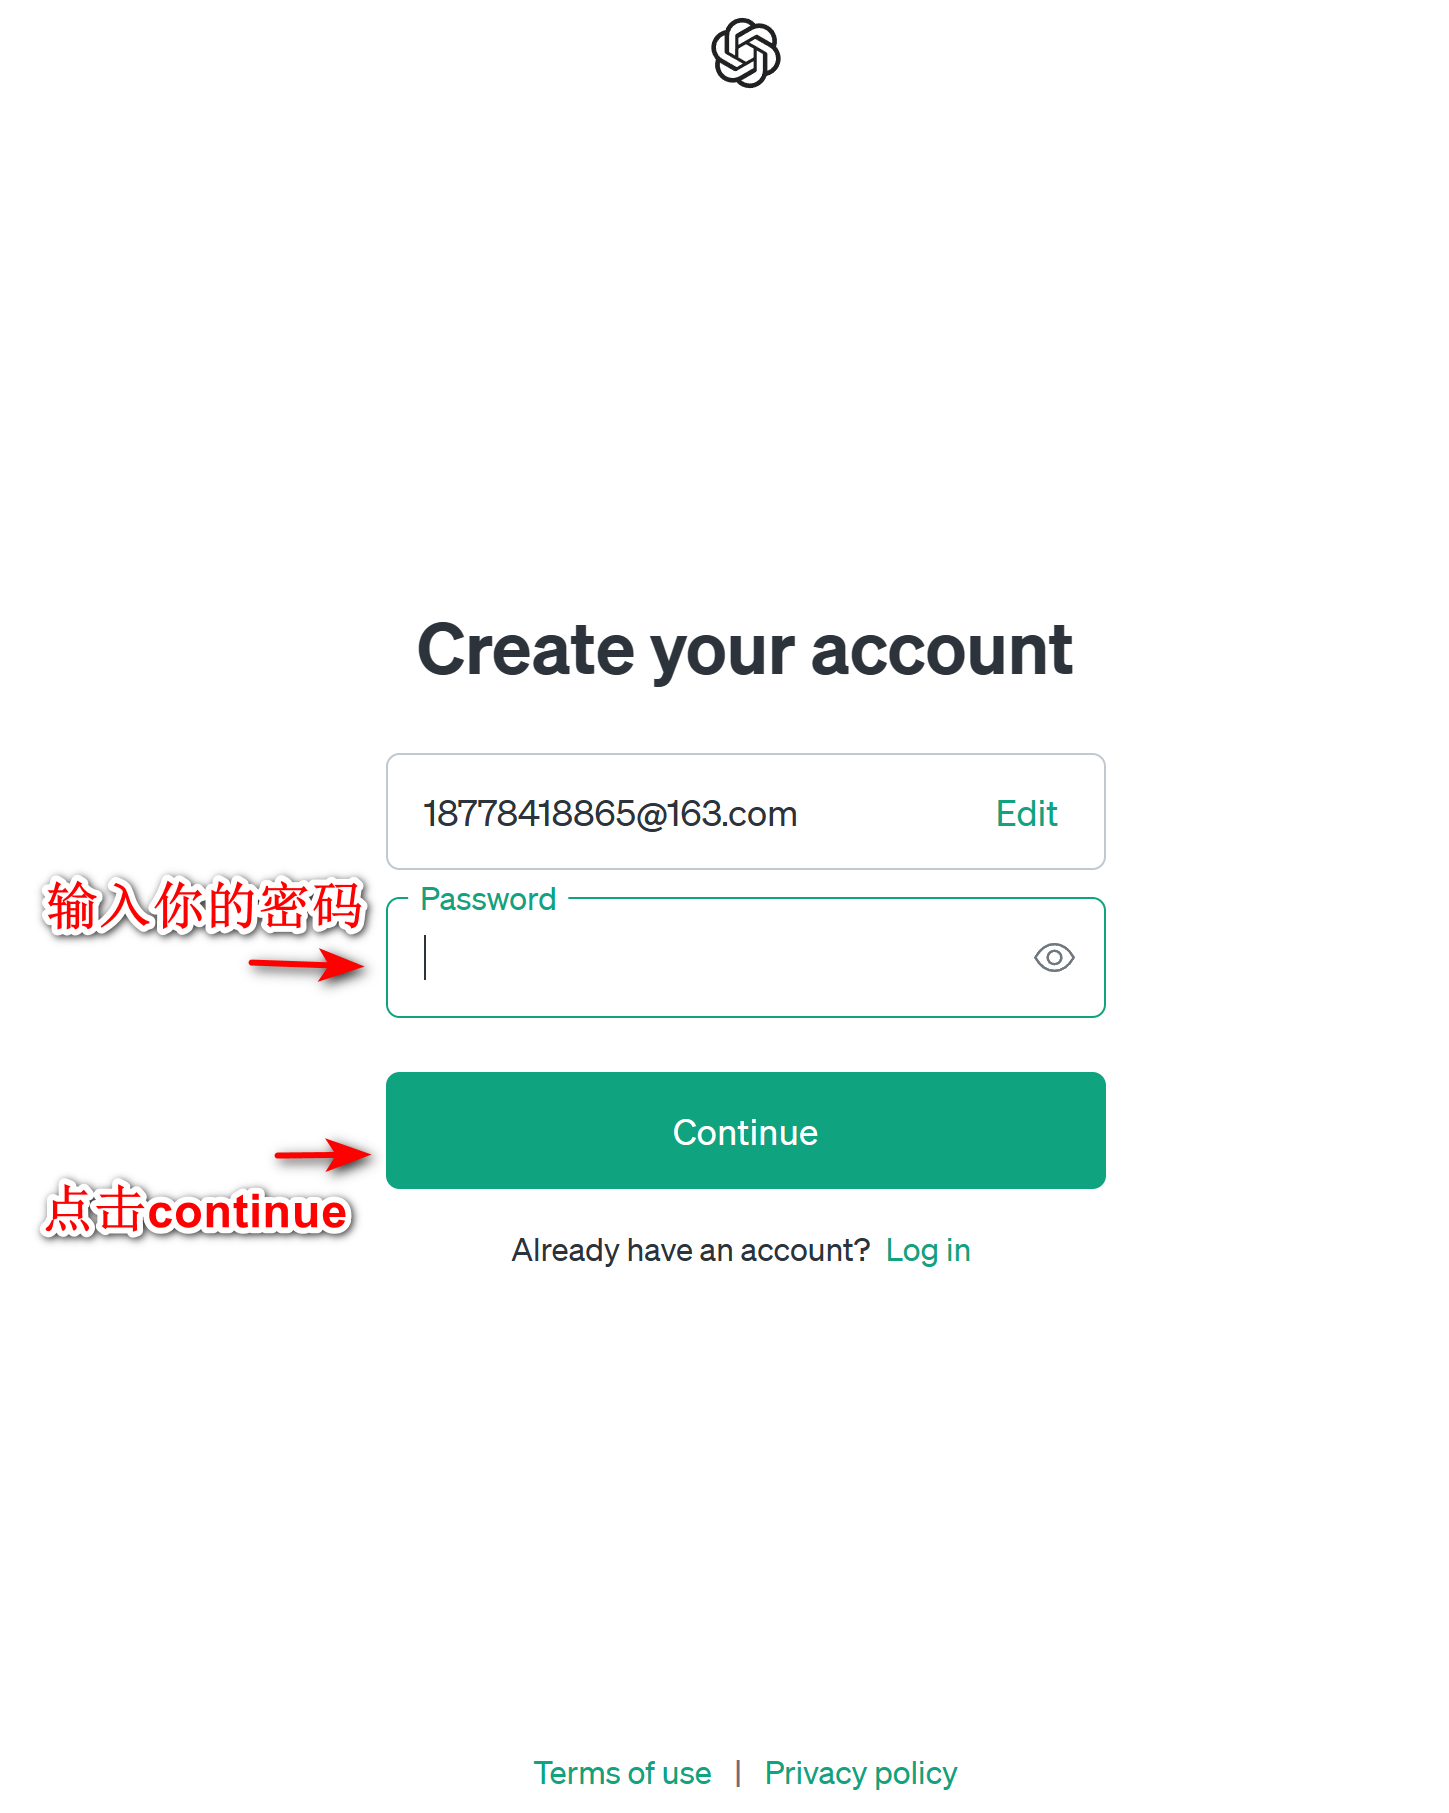 Create your account
18778418865@163.com Edit
输入你的密码
Password
Continue
点击continue
Already have an account? Log in
Terms of use | Privacy policy